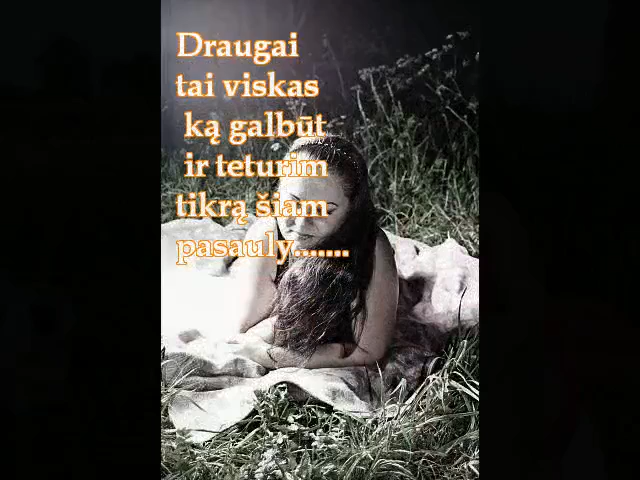 Draugai
tai viskas
ką galbūt
ir teturim
tikrą šiam
pasauly.......